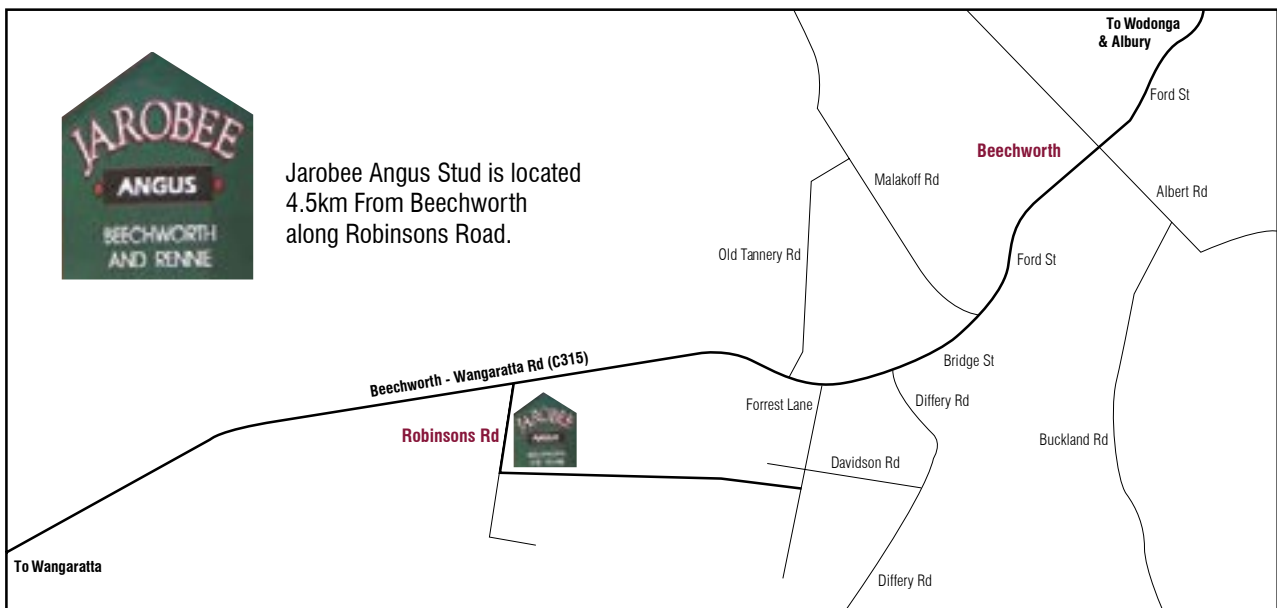 JAROBEE
ANGUS
BEECHWORTH
AND RENNIE
Jarobee Angus Stud is located
4.5km From Beechworth
along Robinsons Road.
To Wodonga
& Albury
Ford St
Beechworth
Malakoff Rd
Albert Rd
Old Tannery Rd
Ford St
Bridge St
Beechworth - Wangaratta Rd (C315)
Forrest Lane
Differy Rd
Robinsons Rd
JAROBEE
ANGUS
Buckland Rd
Davidson Rd
To Wangaratta
Differy Rd